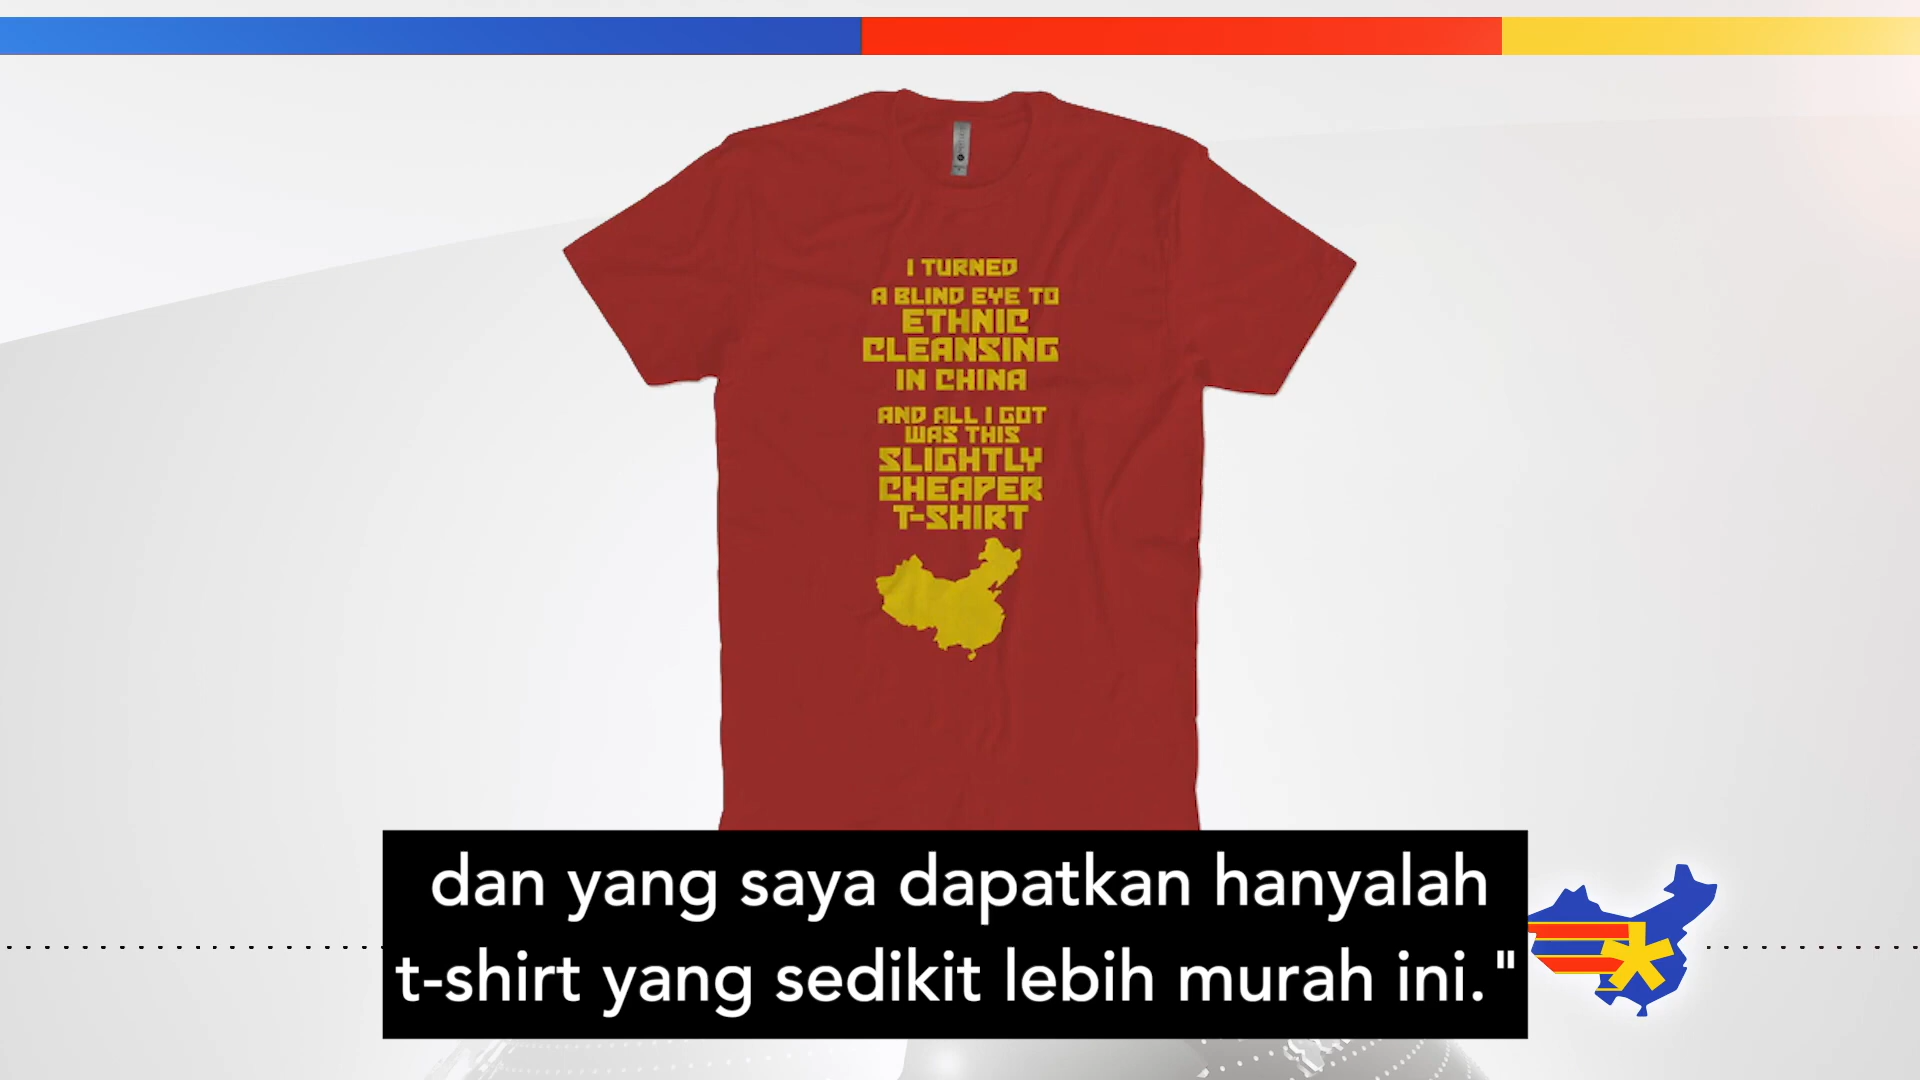 I TURNED
A BLIND EYE TO
ETHNIC
CLEANSING
IN CHINA
AND ALL I GOT
WAS THIS
SLIGHTLY
CHEAPER
T-SHIRT
dan yang saya dapatkan hanyalah
t-shirt yang sedikit lebih murah ini."